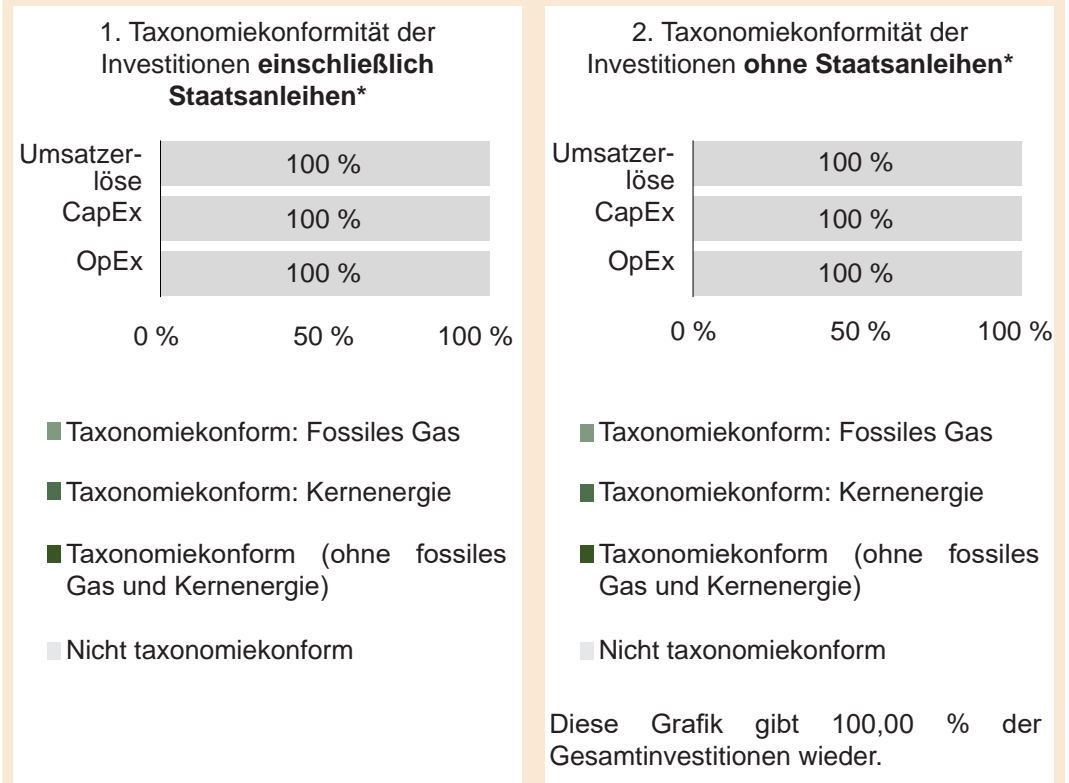 1. Taxonomiekonformität der
Investitionen einschließlich
Staatsanleihen*
Umsatzer-
löse
100 %
CapEx
100 %
OpEx
100 %
0 % 50 % 100 %
Taxonomiekonform: Fossiles Gas
Taxonomiekonform: Kernenergie
Taxonomiekonform (ohne fossiles
Gas und Kernenergie)
Nicht taxonomiekonform
2. Taxonomiekonformität der
Investitionen ohne Staatsanleihen*
Umsatzer-
löse
100 %
CapEx
100 %
OpEx
100 %
0 % 50 % 100 %
Taxonomiekonform: Fossiles Gas
Taxonomiekonform: Kernenergie
Taxonomiekonform (ohne fossiles
Gas und Kernenergie)
Nicht taxonomiekonform
Diese Grafik gibt 100,00 % der
Gesamtinvestitionen wieder.